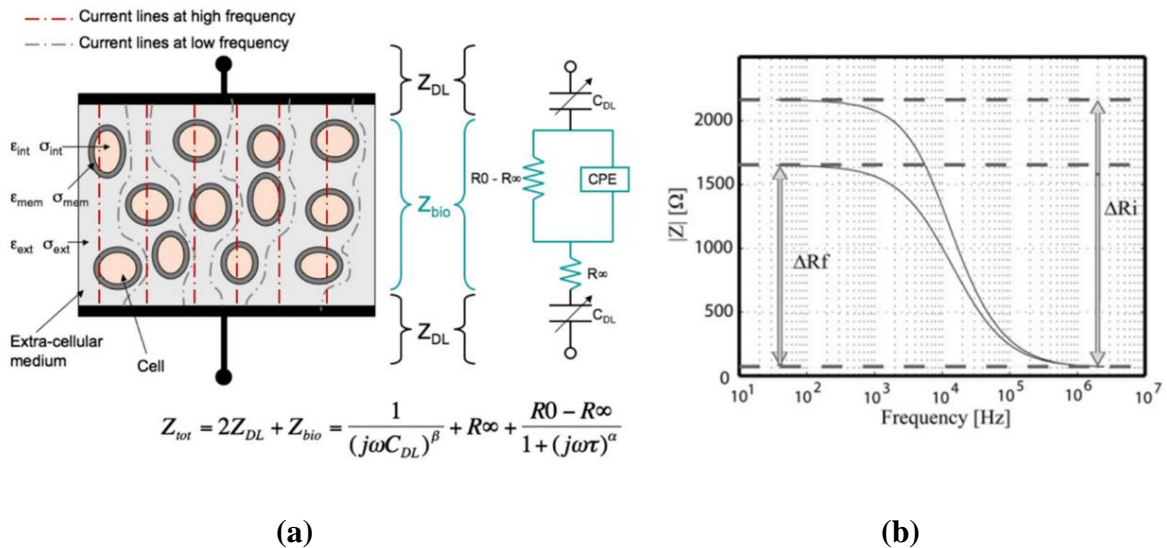 Current lines at high frequency
Current lines at low frequency
ε_int σ_int
ε_mem σ_mem
ε_ext σ_ext
Extra-cellular
medium
Cell
Z_DL
Z_bio
Z_DL
C_DL
R0 – R∞
CPE
R∞
C_DL
Z_tot = 2Z_DL + Z_bio = 1/(jωC_DL)^β + R∞ + (R0 − R∞)/(1 + (jωτ)^α)
(a)
|Z| [Ω]
2000
1500
1000
500
0
ΔRf
ΔRi
10^1 10^2 10^3 10^4 10^5 10^6 10^7
Frequency [Hz]
(b)